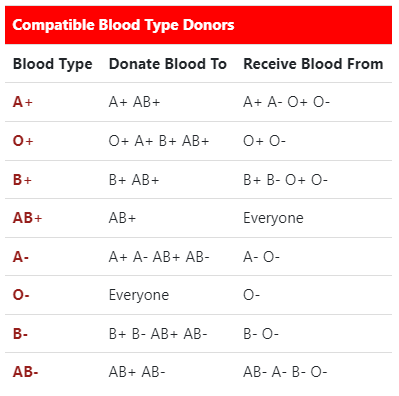 Compatible Blood Type Donors
Blood Type Donate Blood To Receive Blood From
A+ A+ AB+ A+ A- O+ O-
O+ O+ A+ B+ AB+ O+ O-
B+ B+ AB+ B+ B- O+ O-
AB+ AB+ Everyone
A- A+ A- AB+ AB- A- O-
O- Everyone O-
B- B+ B- AB+ AB- B- O-
AB- AB+ AB- AB- A- B- O-